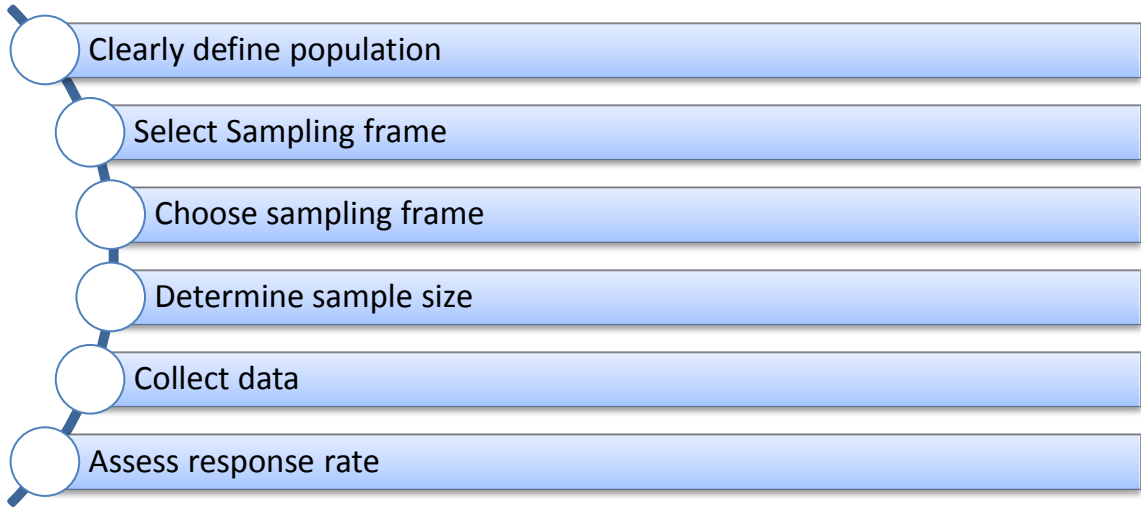 Clearly define population
Select Sampling frame
Choose sampling frame
Determine sample size
Collect data
Assess response rate